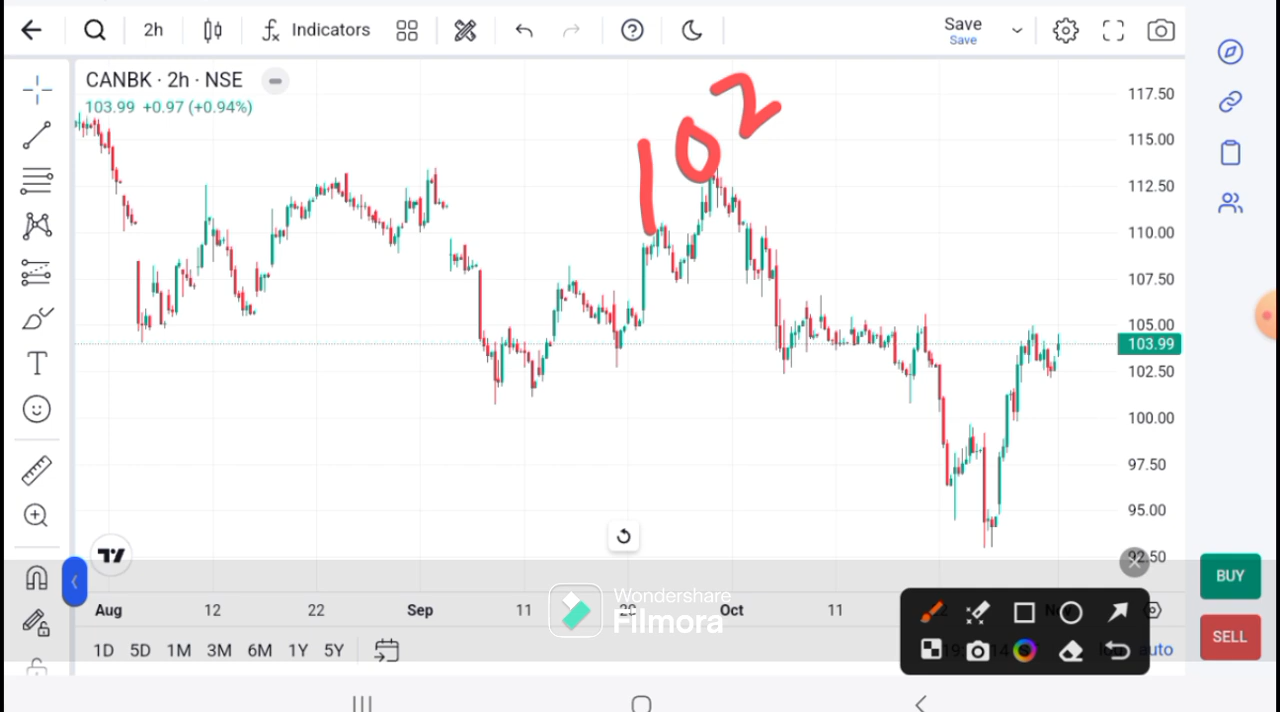 2h
Indicators
Save
Save
CANBK · 2h · NSE
103.99 +0.97 (+0.94%)
102
117.50
115.00
112.50
110.00
107.50
105.00
103.99
102.50
100.00
97.50
95.00
92.50
Aug 12 22 Sep 11 20 Oct 11
Wondershare
Filmora
1D 5D 1M 3M 6M 1Y 5Y
auto
BUY
SELL